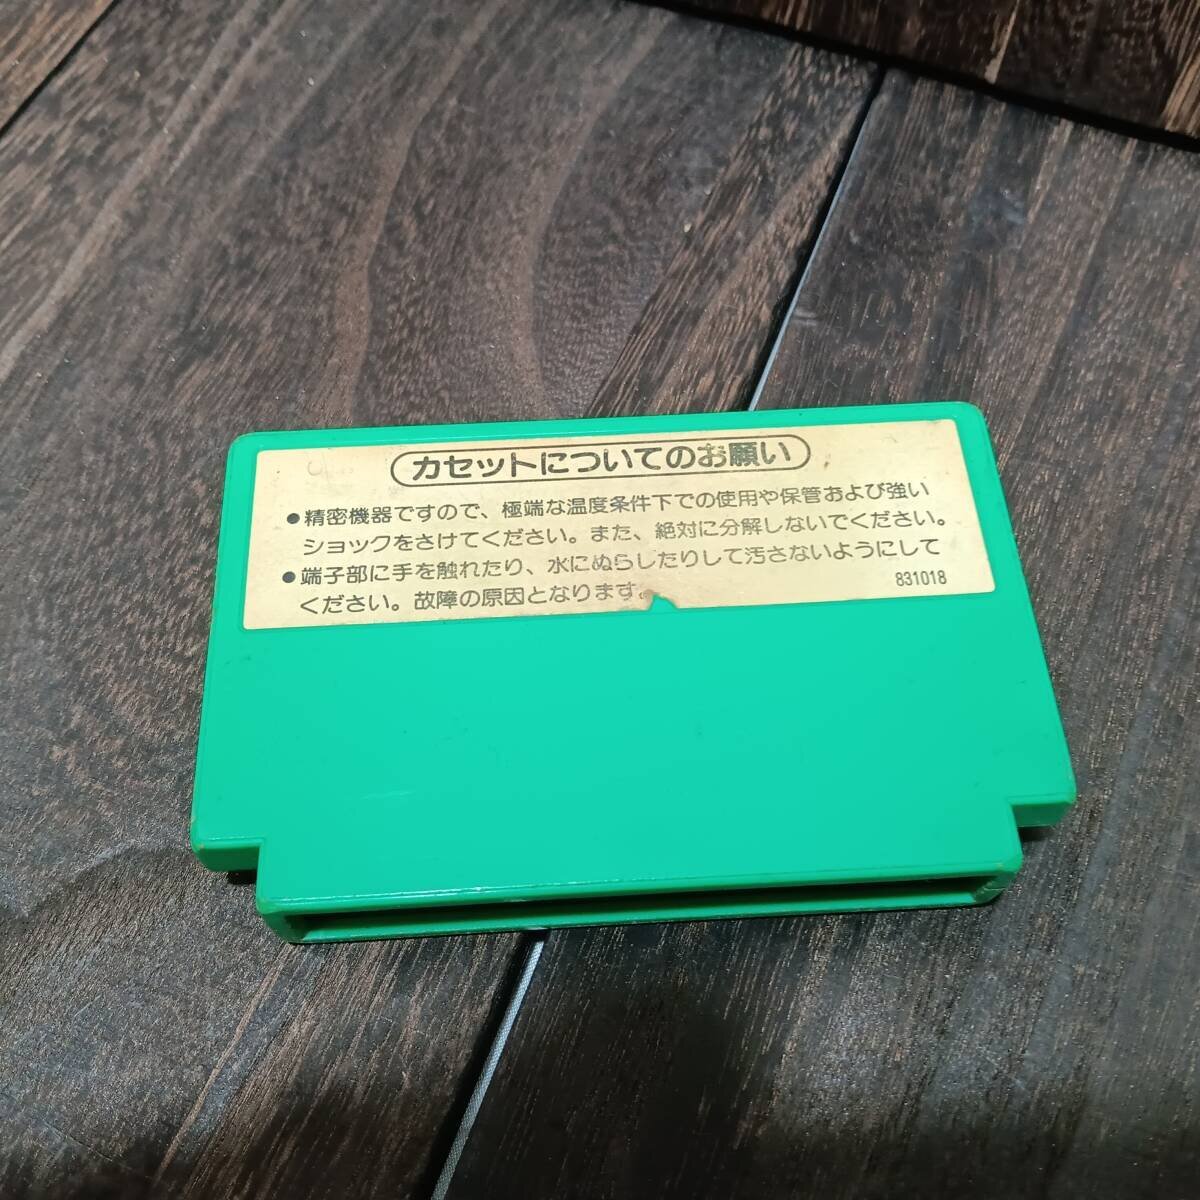 カセットについてのお願い
●精密機器ですので、極端な温度条件下での使用や保管および強い
ショックをさけてください。また、絶対に分解しないでください。
●端子部に手を触れたり、水にぬらしたりして汚さないようにして
ください。故障の原因となります。
831018